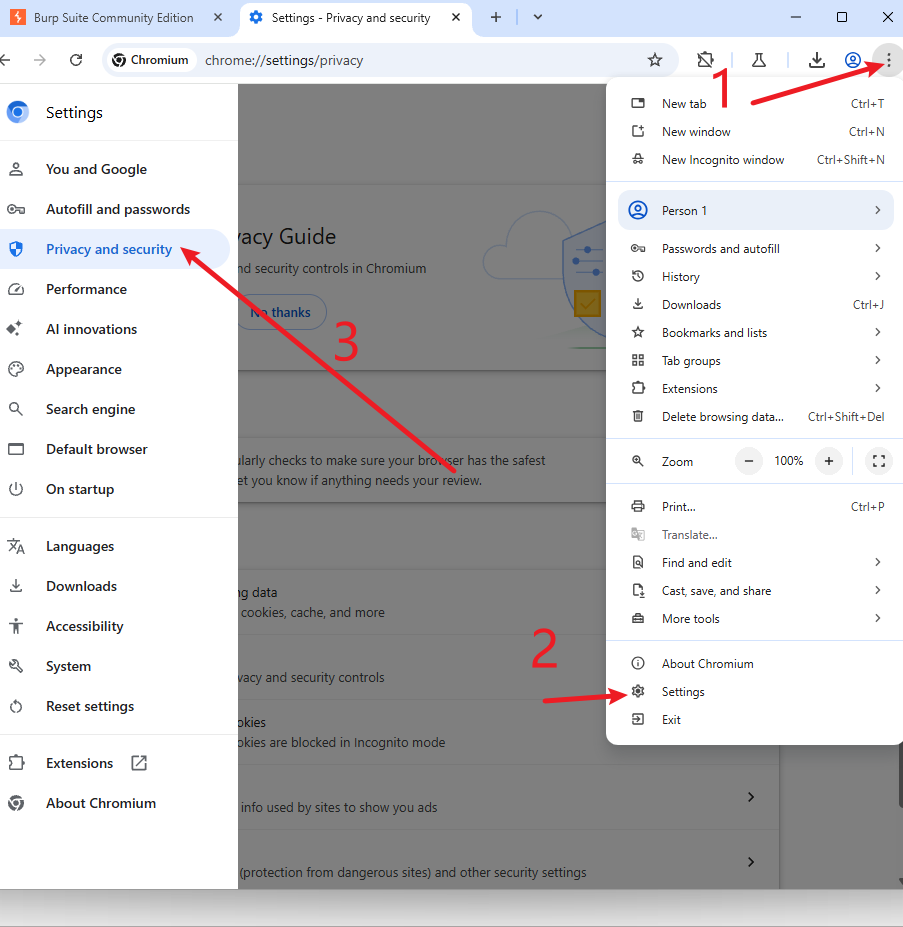 Burp Suite Community Edition
Settings - Privacy and security
Chromium
chrome://settings/privacy
1
Settings
You and Google
Autofill and passwords
Privacy and security
Performance
AI innovations
Appearance
Search engine
Default browser
On startup
Languages
Downloads
Accessibility
System
Reset settings
Extensions
About Chromium
vacy Guide
nd security controls in Chromium
No thanks
3
ularly checks to make sure your browser has the safest
et you know if anything needs your review.
ng data
cookies, cache, and more
vacy and security controls
okies
okies are blocked in Incognito mode
info used by sites to show you ads
(protection from dangerous sites) and other security settings
2
New tab Ctrl+T
New window Ctrl+N
New Incognito window Ctrl+Shift+N
Person 1
Passwords and autofill
History
Downloads Ctrl+J
Bookmarks and lists
Tab groups
Extensions
Delete browsing data... Ctrl+Shift+Del
Zoom 100%
Print... Ctrl+P
Translate...
Find and edit
Cast, save, and share
More tools
About Chromium
Settings
Exit